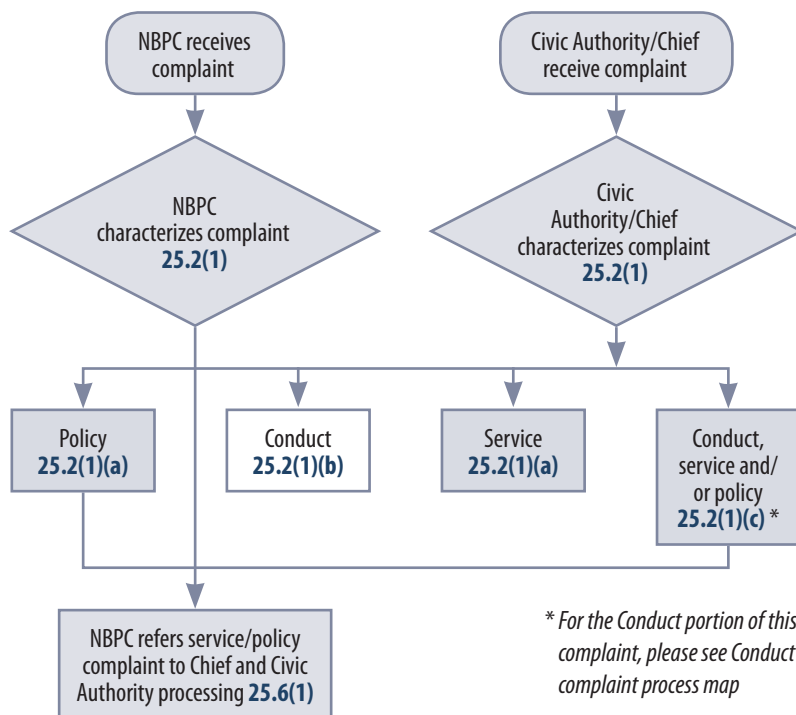 NBPC receives
complaint
Civic Authority/Chief
receive complaint
NBPC
characterizes complaint
25.2(1)
Civic
Authority/Chief
characterizes complaint
25.2(1)
Policy
25.2(1)(a)
Conduct
25.2(1)(b)
Service
25.2(1)(a)
Conduct,
service and/
or policy
25.2(1)(c) *
NBPC refers service/policy
complaint to Chief and Civic
Authority processing 25.6(1)
* For the Conduct portion of this
complaint, please see Conduct
complaint process map